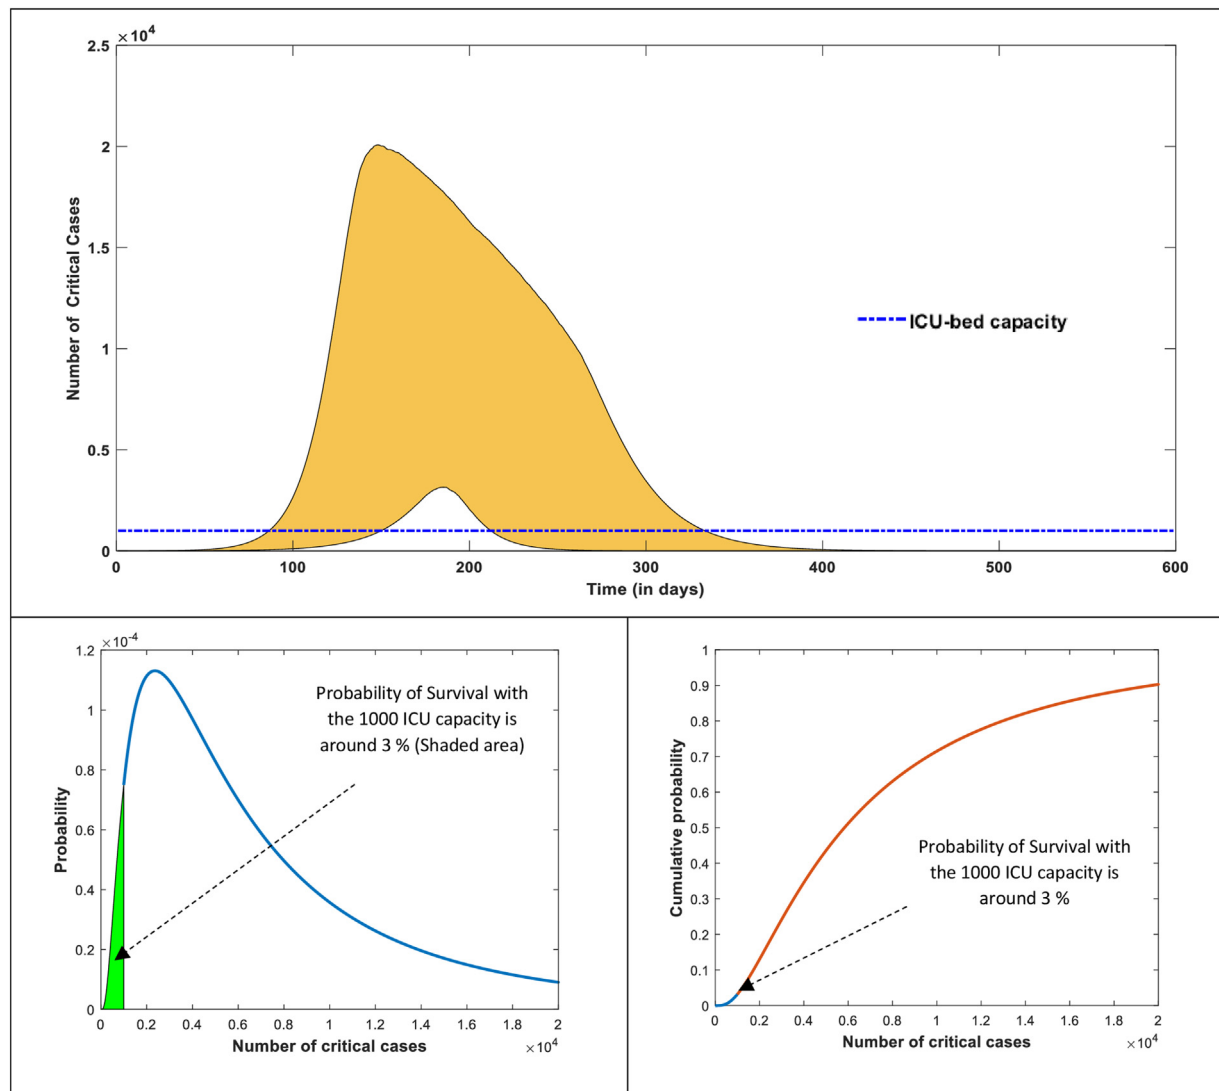 ×10⁴
2.5
2
1.5
1
0.5
0
Number of Critical Cases
ICU-bed capacity
0 100 200 300 400 500 600
Time (in days)
×10⁻⁴
1.2
1
0.8
0.6
0.4
0.2
0
Probability
Probability of Survival with
the 1000 ICU capacity is
around 3 % (Shaded area)
0 0.2 0.4 0.6 0.8 1 1.2 1.4 1.6 1.8 2
Number of critical cases
×10⁴
1
0.9
0.8
0.7
0.6
0.5
0.4
0.3
0.2
0.1
0
Cumulative probability
Probability of Survival with
the 1000 ICU capacity is
around 3 %
0 0.2 0.4 0.6 0.8 1 1.2 1.4 1.6 1.8 2
Number of critical cases
×10⁴